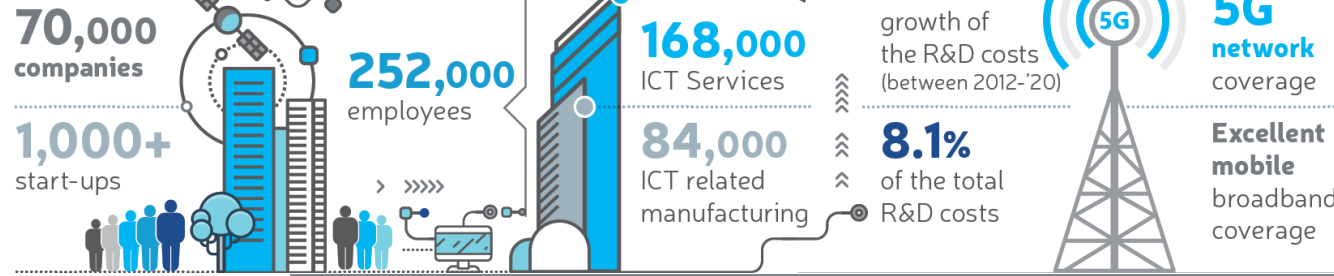 70,000
companies
1,000+
start-ups
252,000
employees
168,000
ICT Services
84,000
ICT related
manufacturing
growth of
the R&D costs
(between 2012-'20)
8.1%
of the total
R&D costs
5G
5G
network
coverage
Excellent
mobile
broadband
coverage